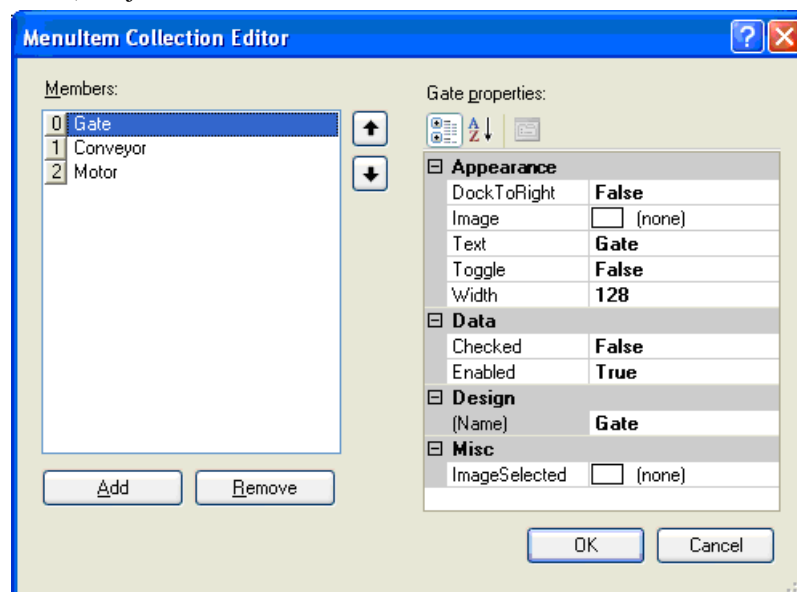 MenuItem Collection Editor
Members:
0 Gate
1 Conveyor
2 Motor
Add
Remove
Gate properties:
Appearance
DockToRight False
Image (none)
Text Gate
Toggle False
Width 128
Data
Checked False
Enabled True
Design
(Name) Gate
Misc
ImageSelected (none)
OK
Cancel